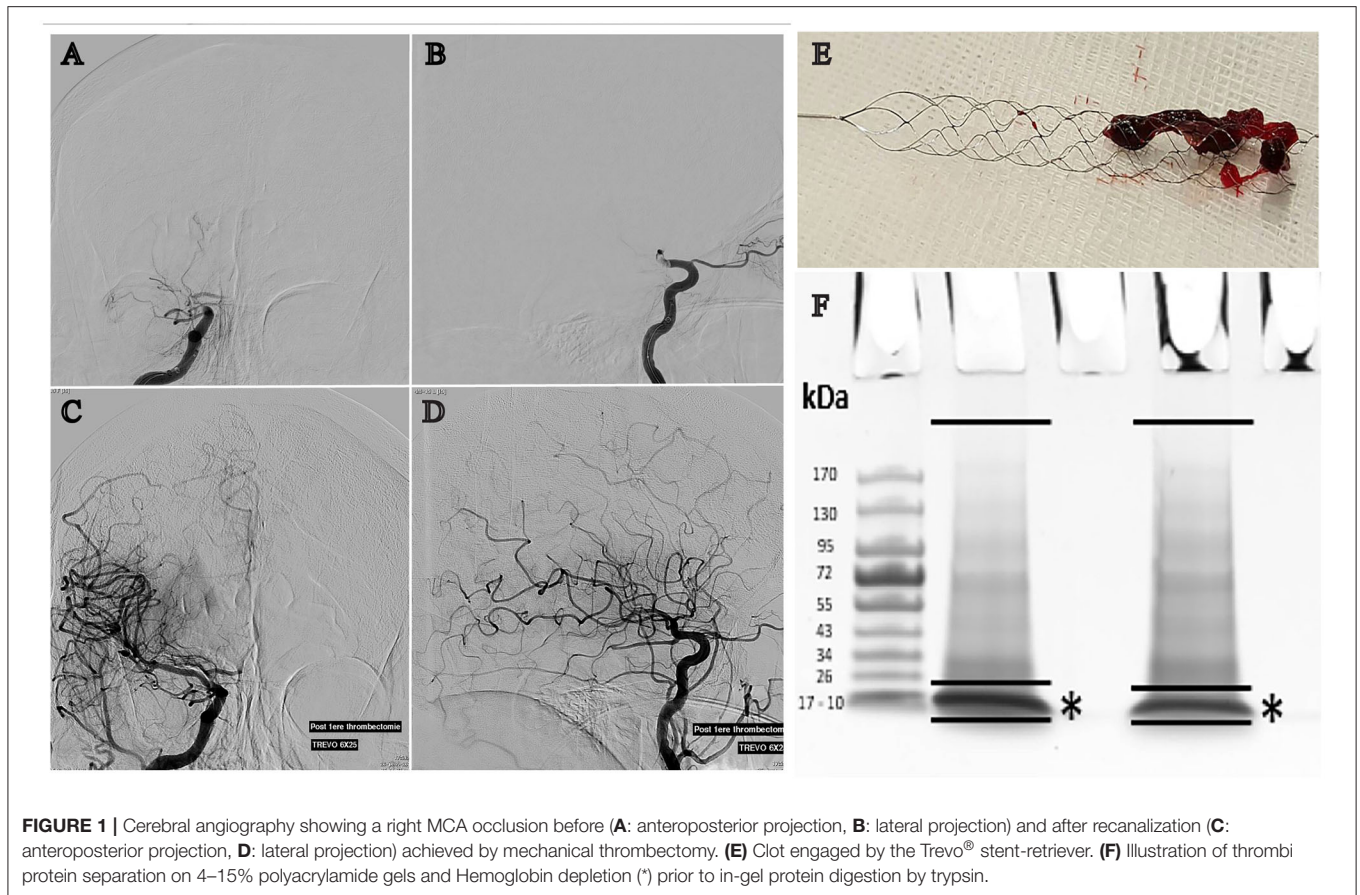 A
B
E
F
kDa
170
130
95
72
55
43
34
26
17 - 10
*
*
C
D
Post 1ere thrombectomie
TREVO 6X25
Post 1ere thrombectom
TREVO 6X2
FIGURE 1 | Cerebral angiography showing a right MCA occlusion before (A: anteroposterior projection, B: lateral projection) and after recanalization (C:
anteroposterior projection, D: lateral projection) achieved by mechanical thrombectomy. (E) Clot engaged by the Trevo® stent-retriever. (F) Illustration of thrombi
protein separation on 4–15% polyacrylamide gels and Hemoglobin depletion (*) prior to in-gel protein digestion by trypsin.